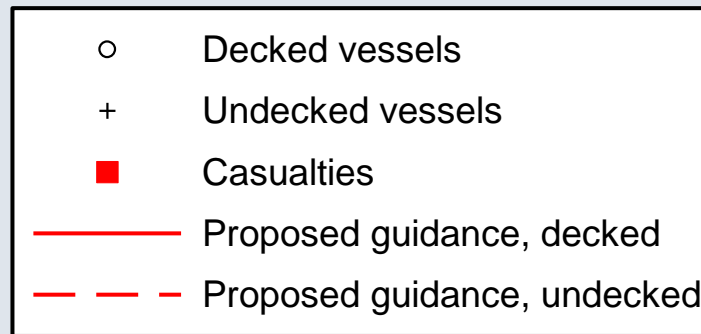 Decked vessels
Undecked vessels
Casualties
Proposed guidance, decked
Proposed guidance, undecked